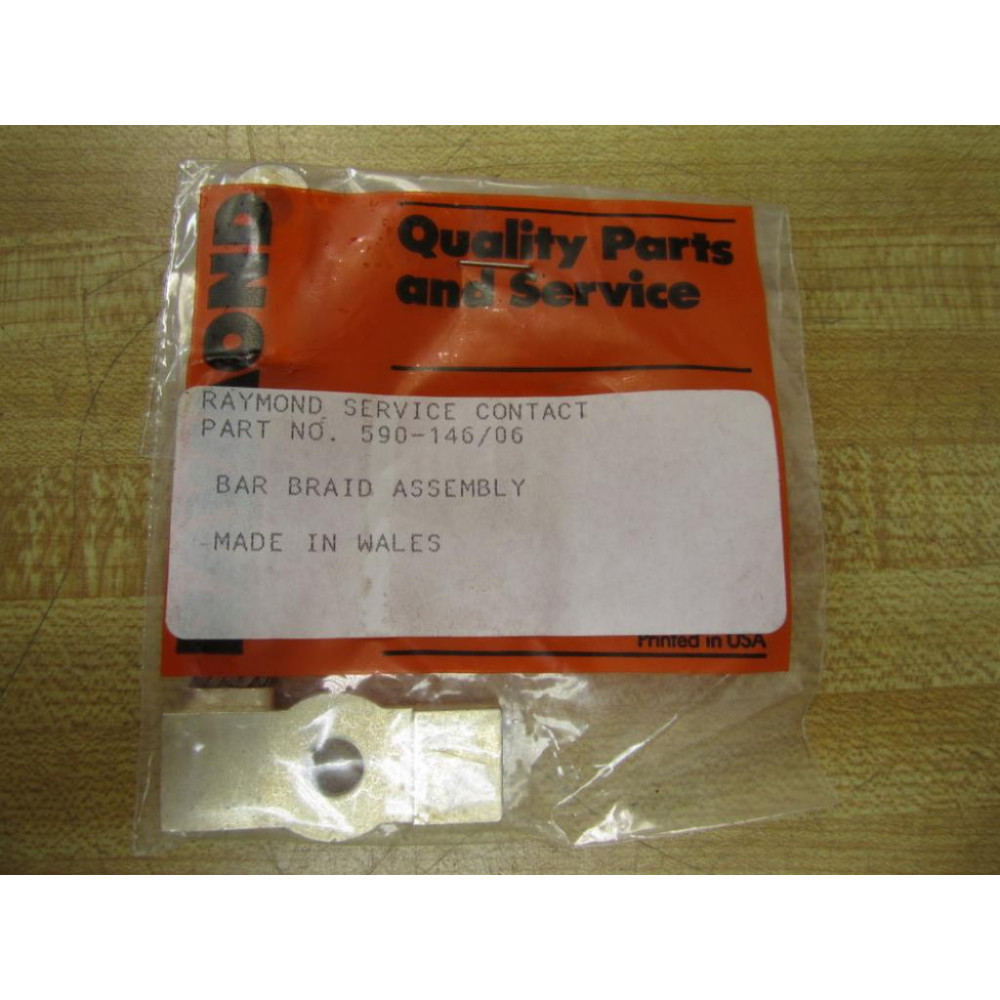 OND
Quality Parts
and Service
RAYMOND SERVICE CONTACT
PART NO. 590-146/06
BAR BRAID ASSEMBLY
MADE IN WALES
Printed in USA